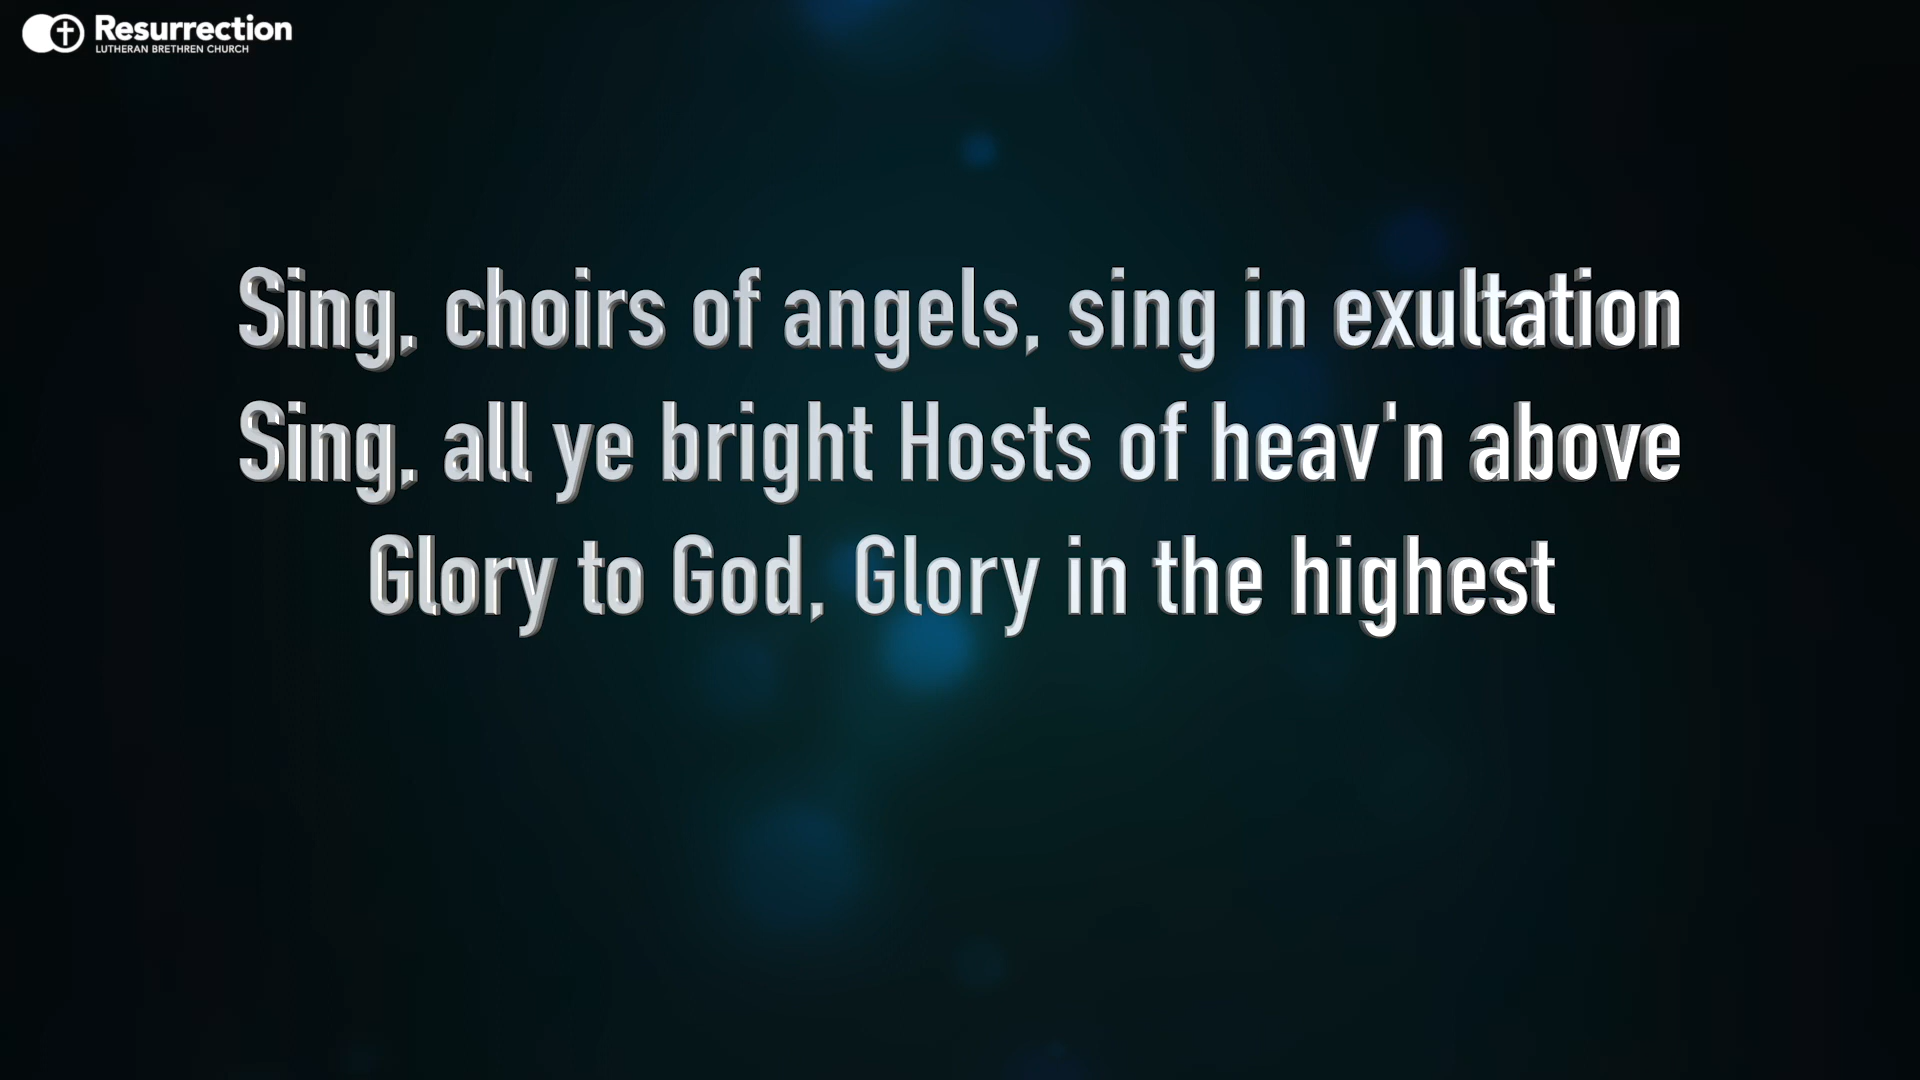 Resurrection
LUTHERAN BRETHREN CHURCH
Sing, choirs of angels, sing in exultation
Sing, all ye bright Hosts of heav'n above
Glory to God, Glory in the highest